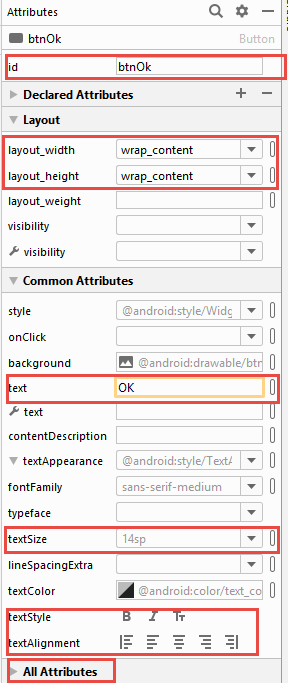 Attributes
btnOk Button
id btnOk
Declared Attributes
Layout
layout_width wrap_content
layout_height wrap_content
layout_weight
visibility
visibility
Common Attributes
style @android:style/Widg
onClick
background @android:drawable/btn
text OK
text
contentDescription
textAppearance @android:style/TextA
fontFamily sans-serif-medium
typeface
textSize 14sp
lineSpacingExtra
textColor @android:color/text_co
textStyle B I Tт
textAlignment
All Attributes